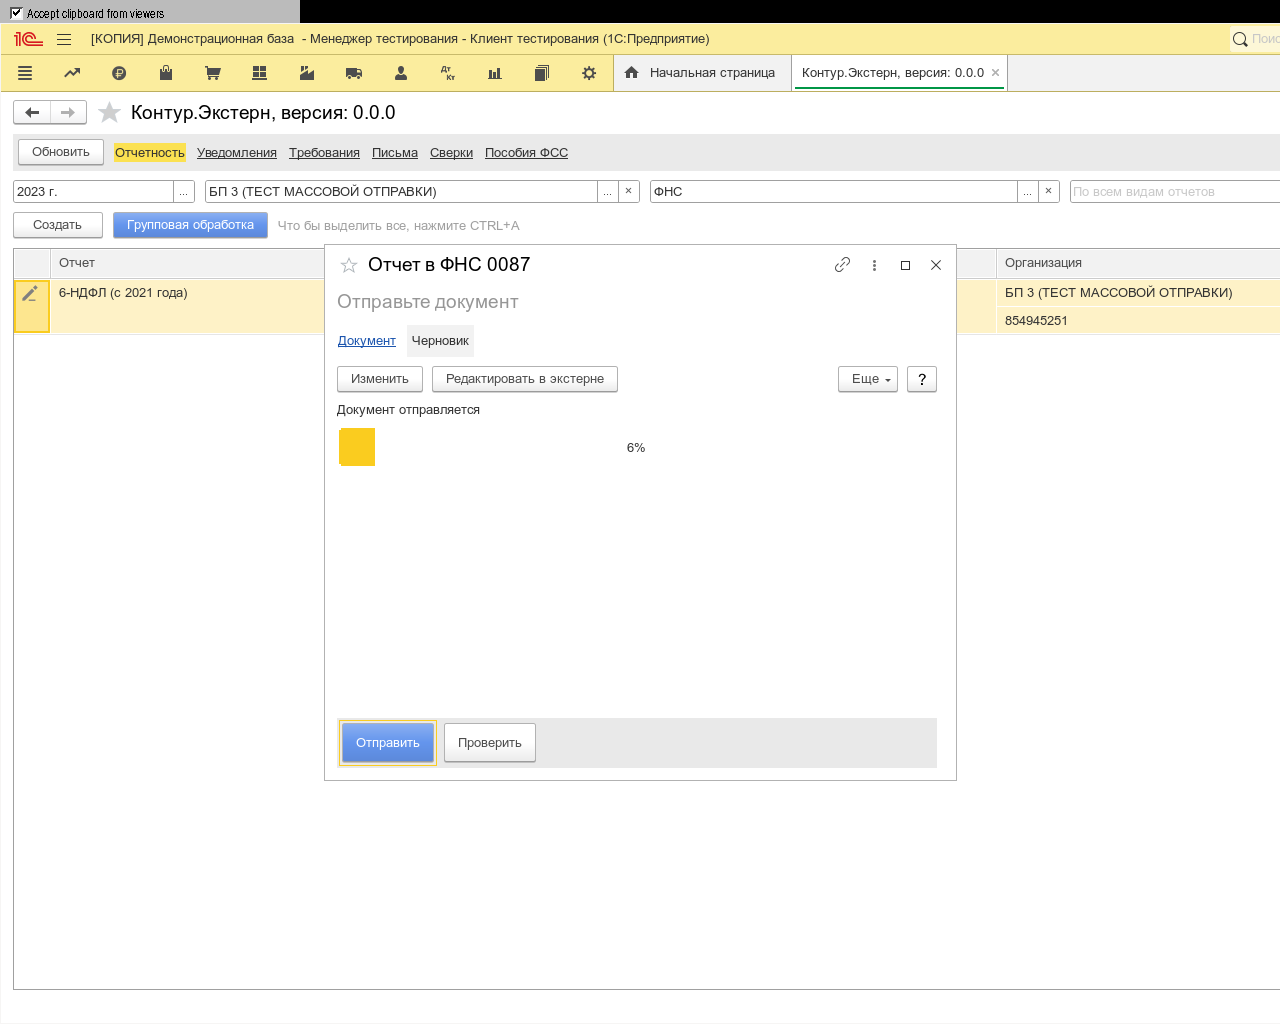 Accept clipboard from viewers
[КОПИЯ] Демонстрационная база - Менеджер тестирования - Клиент тестирования (1С:Предприятие)
Начальная страница
Контур.Экстерн, версия: 0.0.0
Контур.Экстерн, версия: 0.0.0
Обновить Отчетность Уведомления Требования Письма Сверки Пособия ФСС
2023 г. ... БП 3 (ТЕСТ МАССОВОЙ ОТПРАВКИ) ... × ФНС ... × По всем видам отчетов
Создать Групповая обработка Что бы выделить все, нажмите CTRL+A
Отчет Организация
6-НДФЛ (с 2021 года) БП 3 (ТЕСТ МАССОВОЙ ОТПРАВКИ)
854945251
Отчет в ФНС 0087
Отправьте документ
Документ Черновик
Изменить Редактировать в экстерне Еще ?
Документ отправляется
6%
Отправить Проверить